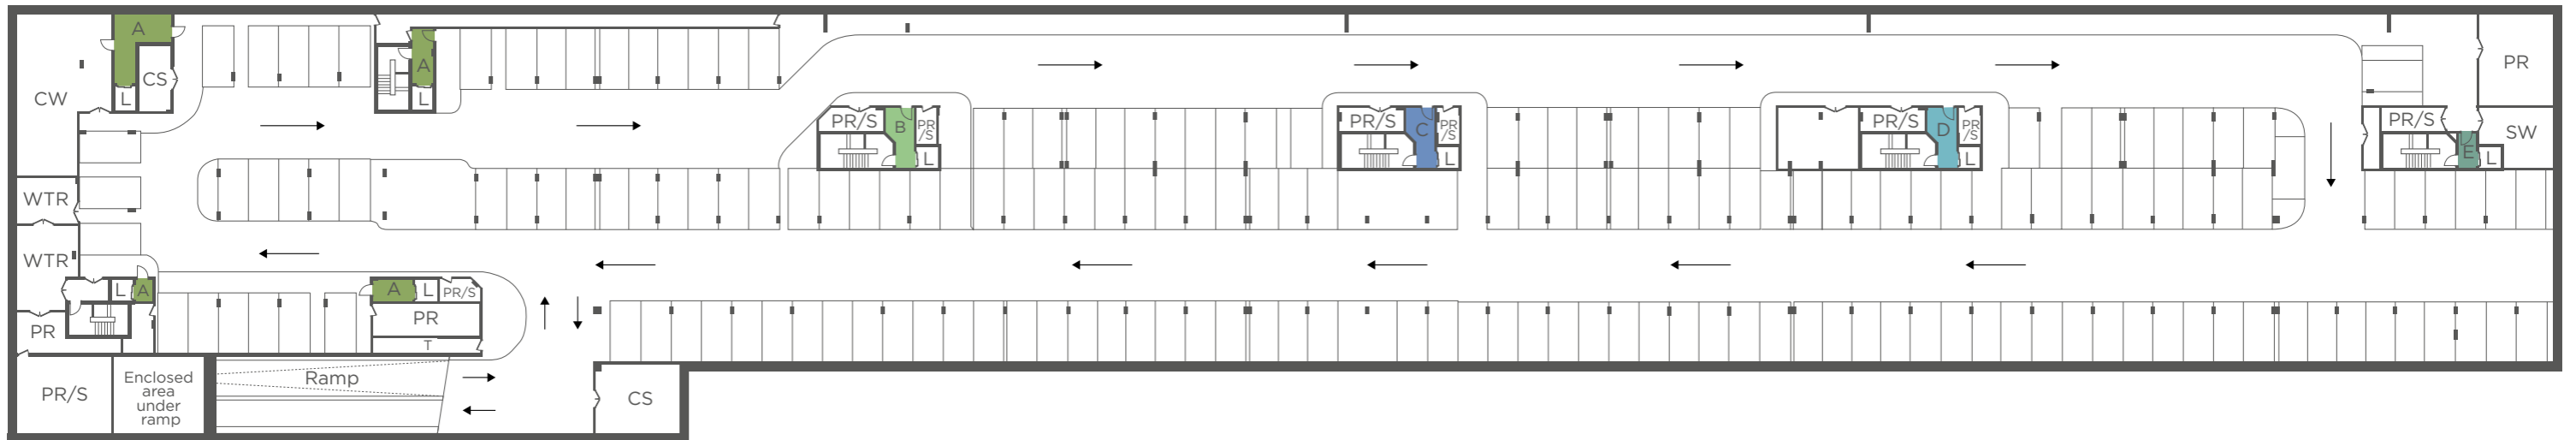 A
CS
L
CW
A
L
PR/S
B
PR
/S
L
PR/S
C
PR
/S
L
PR/S
D
PR
/S
L
PR
PR/S
E
L
SW
WTR
WTR
L
A
PR
A
L
PR/S
PR
T
PR/S
Enclosed
area
under
ramp
Ramp
CS